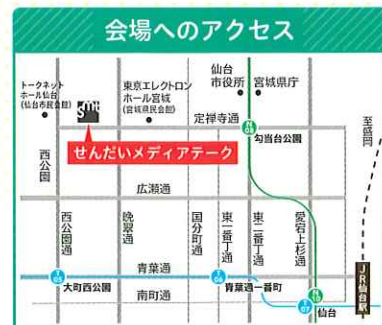 会場へのアクセス
仙台
市役所
宮城県庁
トークネット
ホール仙台
(仙台市民会館)
smt
東京エレクトロン
ホール宮城
(宮城県民会館)
定禅寺通
N
08
勾当台公園
至盛岡
せんだいメディアテーク
西公園
広瀬通
西公園通
晩翠通
国分町通
東一番丁通
東二番丁通
愛宕上杉通
青葉通
T
05
大町西公園
T
06
青葉通一番町
南町通
N
10
T
07
仙台
JR仙台駅